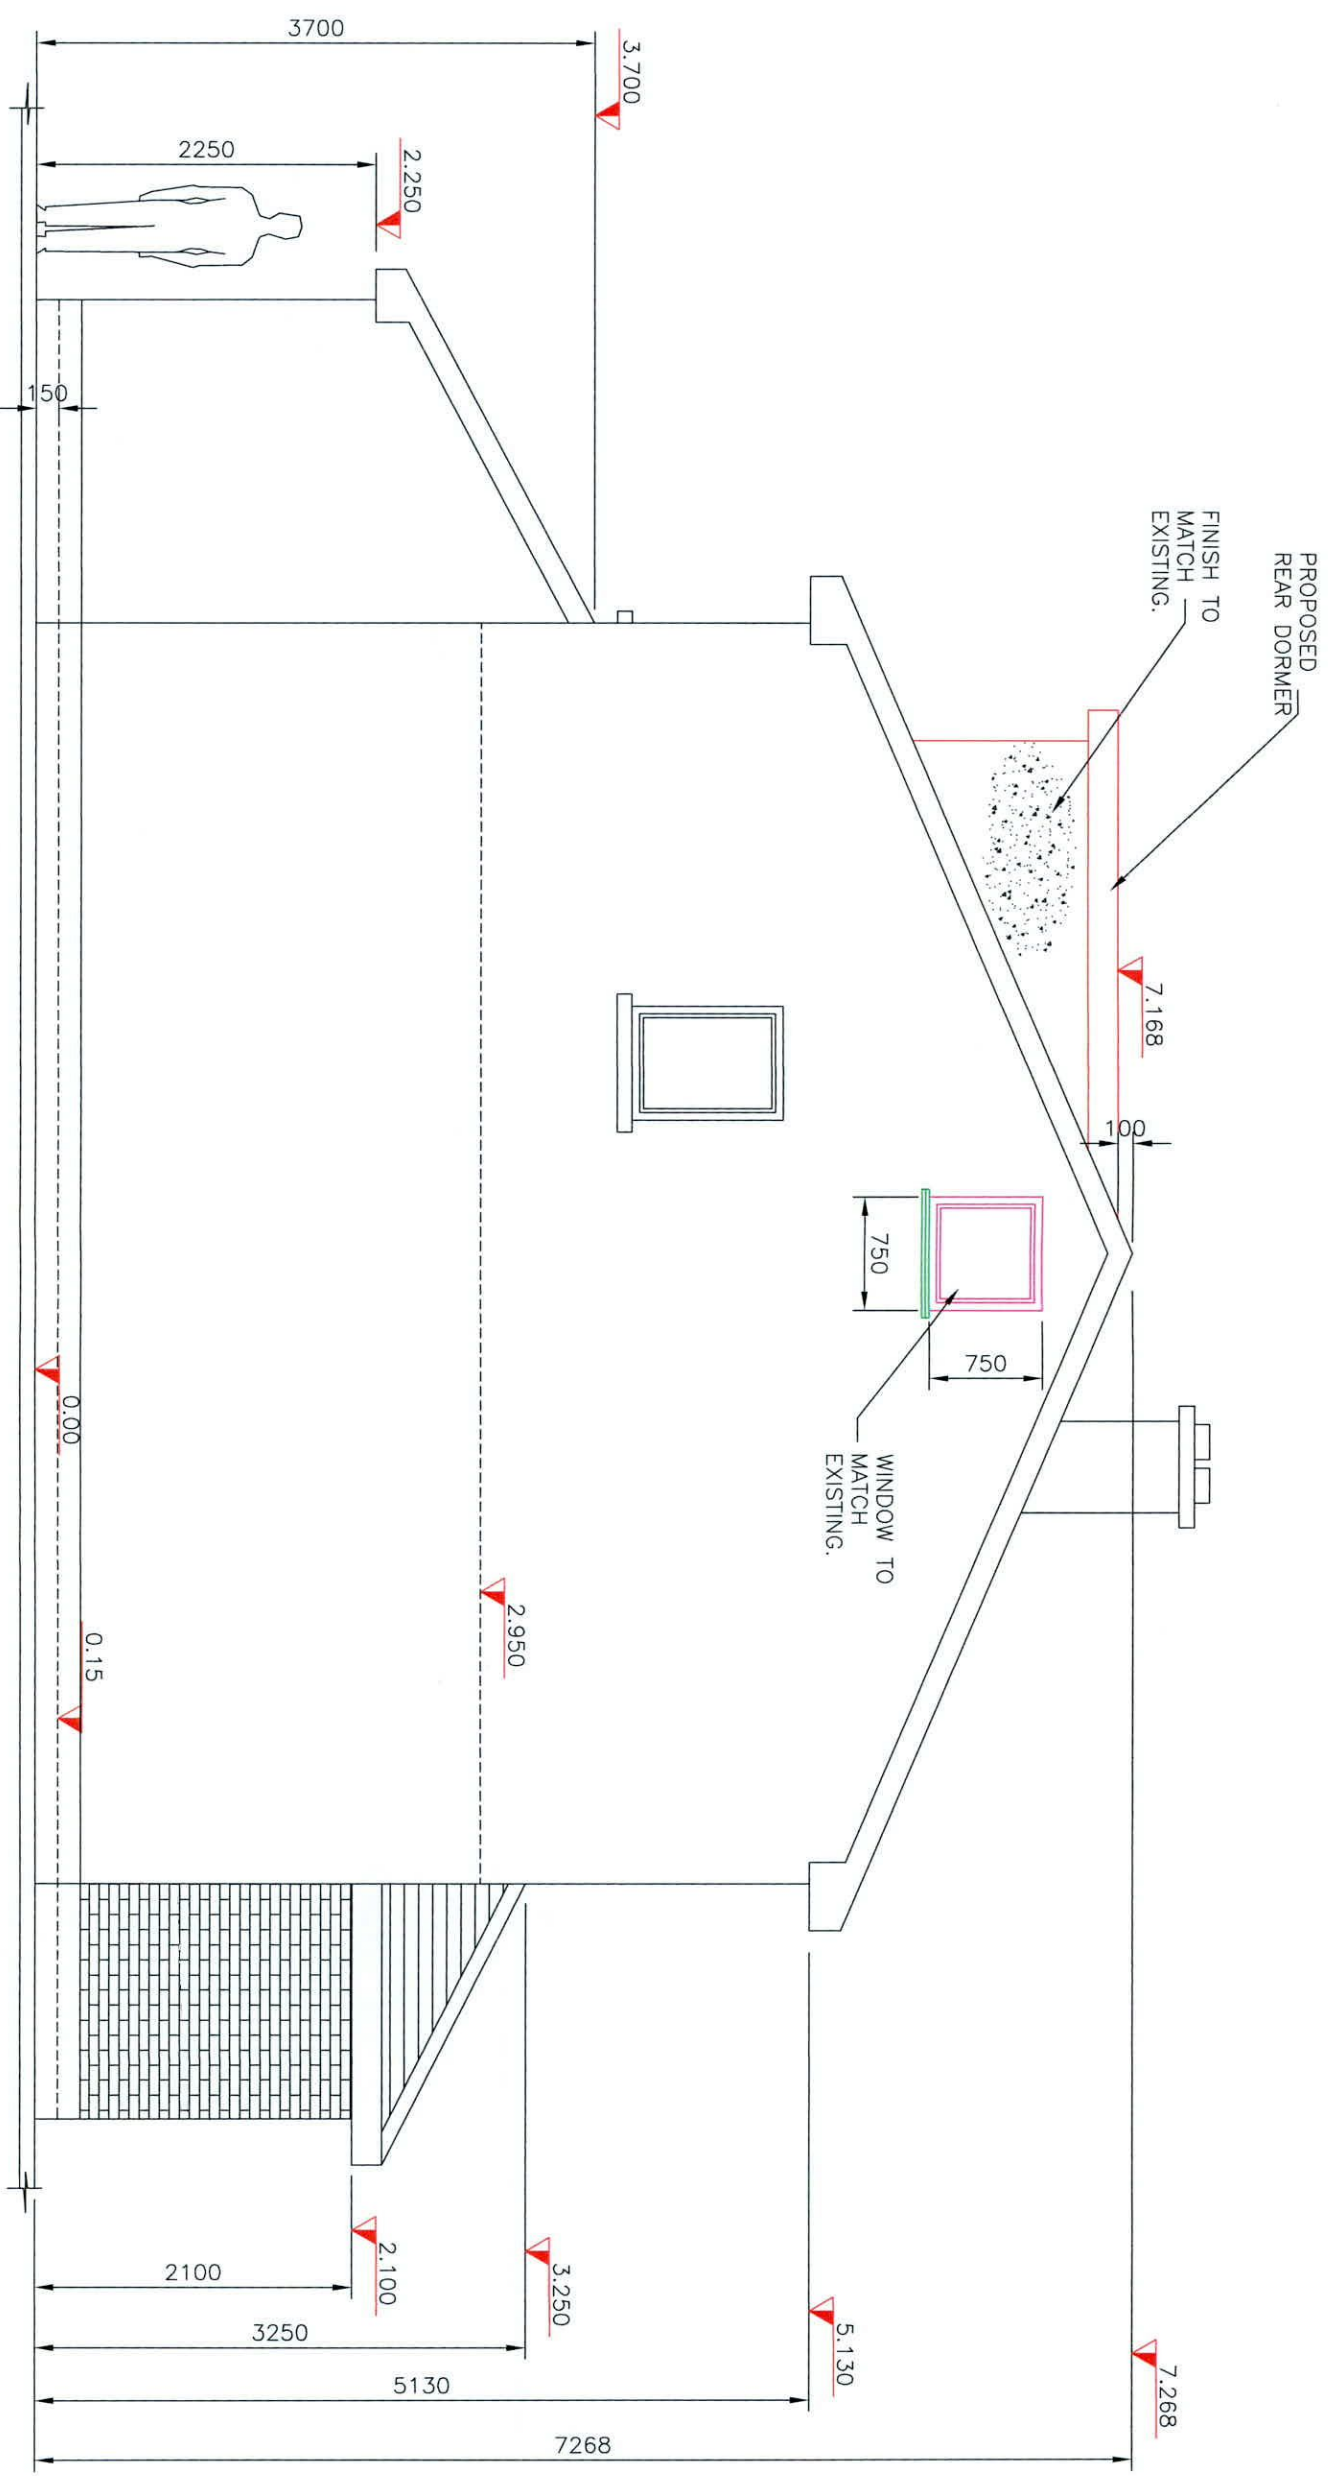 PROPOSED
REAR DORMER
FINISH TO
MATCH
EXISTING.
7.168
100
3700
3.700
2250
2.250
150
750
750
WINDOW TO
MATCH
EXISTING.
2.950
0.00
0.15
7.268
5.130
3.250
2.100
2100
3250
5130
7268